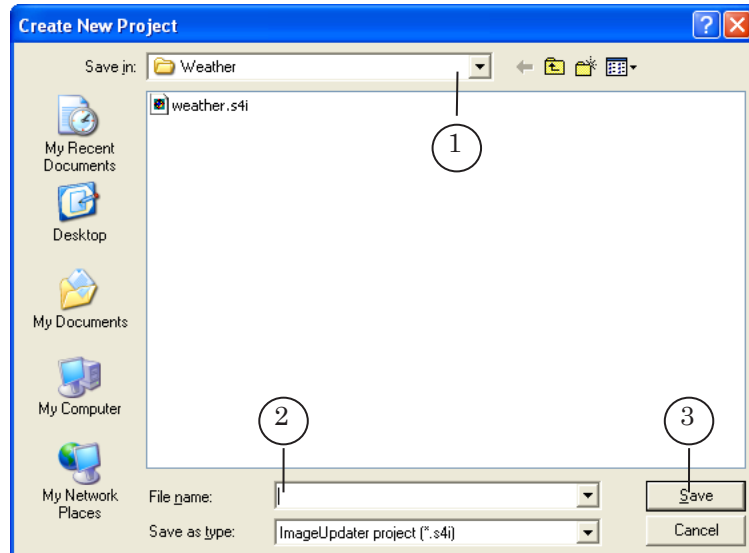 Create New Project
Save in: Weather
weather.s4i
1
My Recent
Documents
Desktop
My Documents
My Computer
My Network
Places
2
3
File name:
Save
Save as type: ImageUpdater project (*.s4i)
Cancel